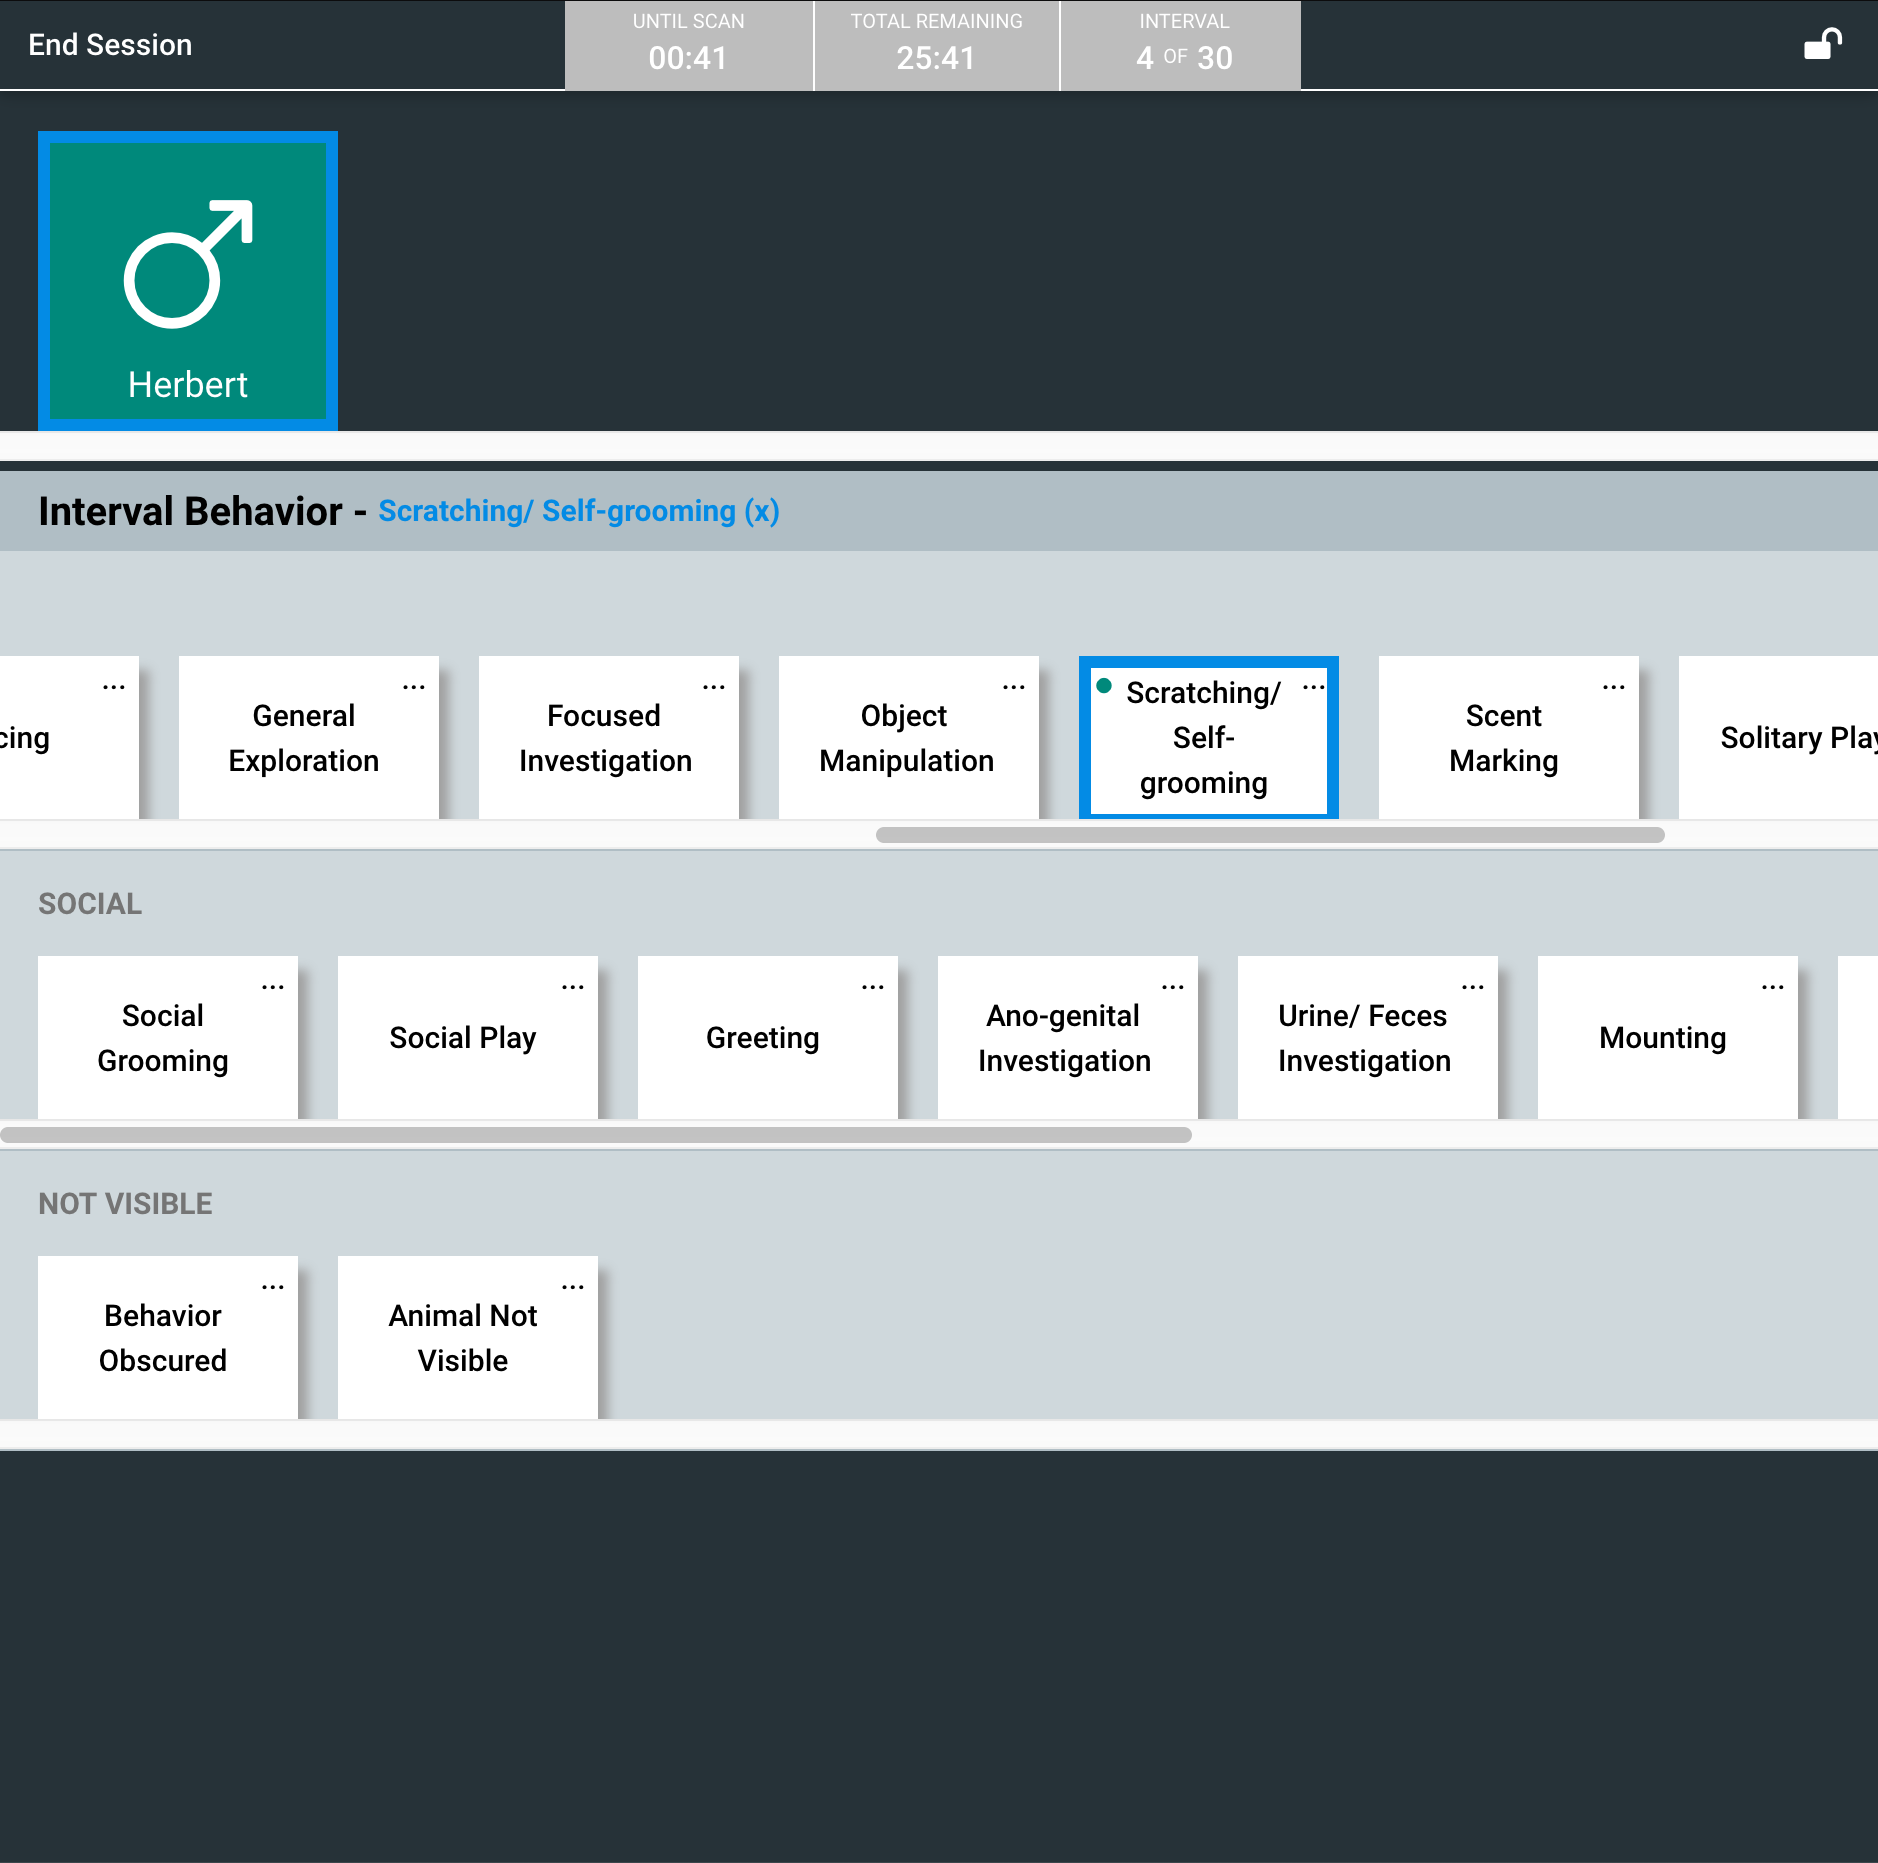 End Session
UNTIL SCAN
00:41
TOTAL REMAINING
25:41
INTERVAL
4 OF 30
Herbert
Interval Behavior - Scratching/ Self-grooming (x)
cing
...
General
Exploration
...
Focused
Investigation
...
Object
Manipulation
...
Scratching/
Self-
grooming
...
Scent
Marking
...
Solitary Play
SOCIAL
Social
Grooming
...
Social Play
...
Greeting
...
Ano-genital
Investigation
...
Urine/ Feces
Investigation
...
Mounting
...
NOT VISIBLE
Behavior
Obscured
...
Animal Not
Visible
...